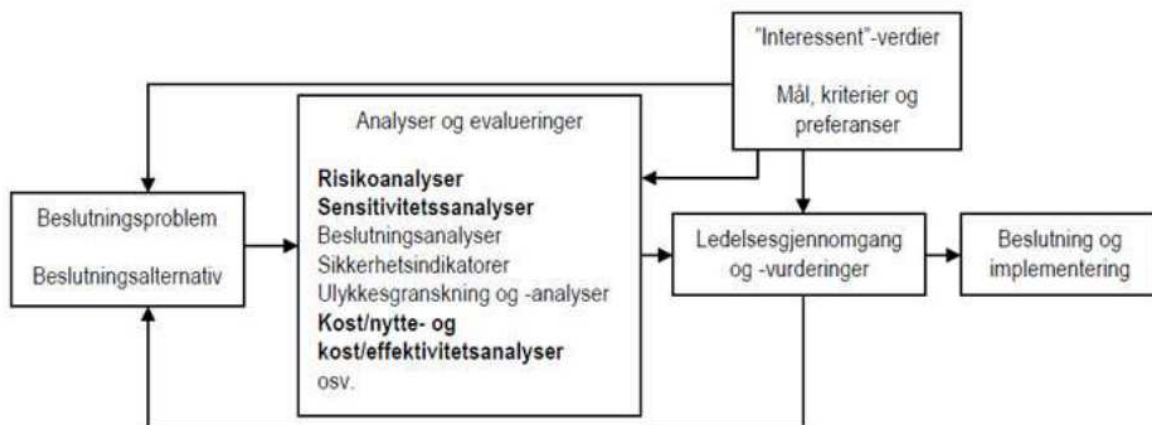 "Interessent"-verdier
Mål, kriterier og
preferanser
Analyser og evalueringer
Risikoanalyser
Sensitivitetssanalyser
Beslutningsanalyser
Sikkerhetsindikatorer
Ulykkesgranskning og -analyser
Kost/nytte- og
kost/effektivitetsanalyser
osv.
Beslutningsproblem
Beslutningsalternativ
Ledelsesgjennomgang
og -vurderinger
Beslutning og
implementering